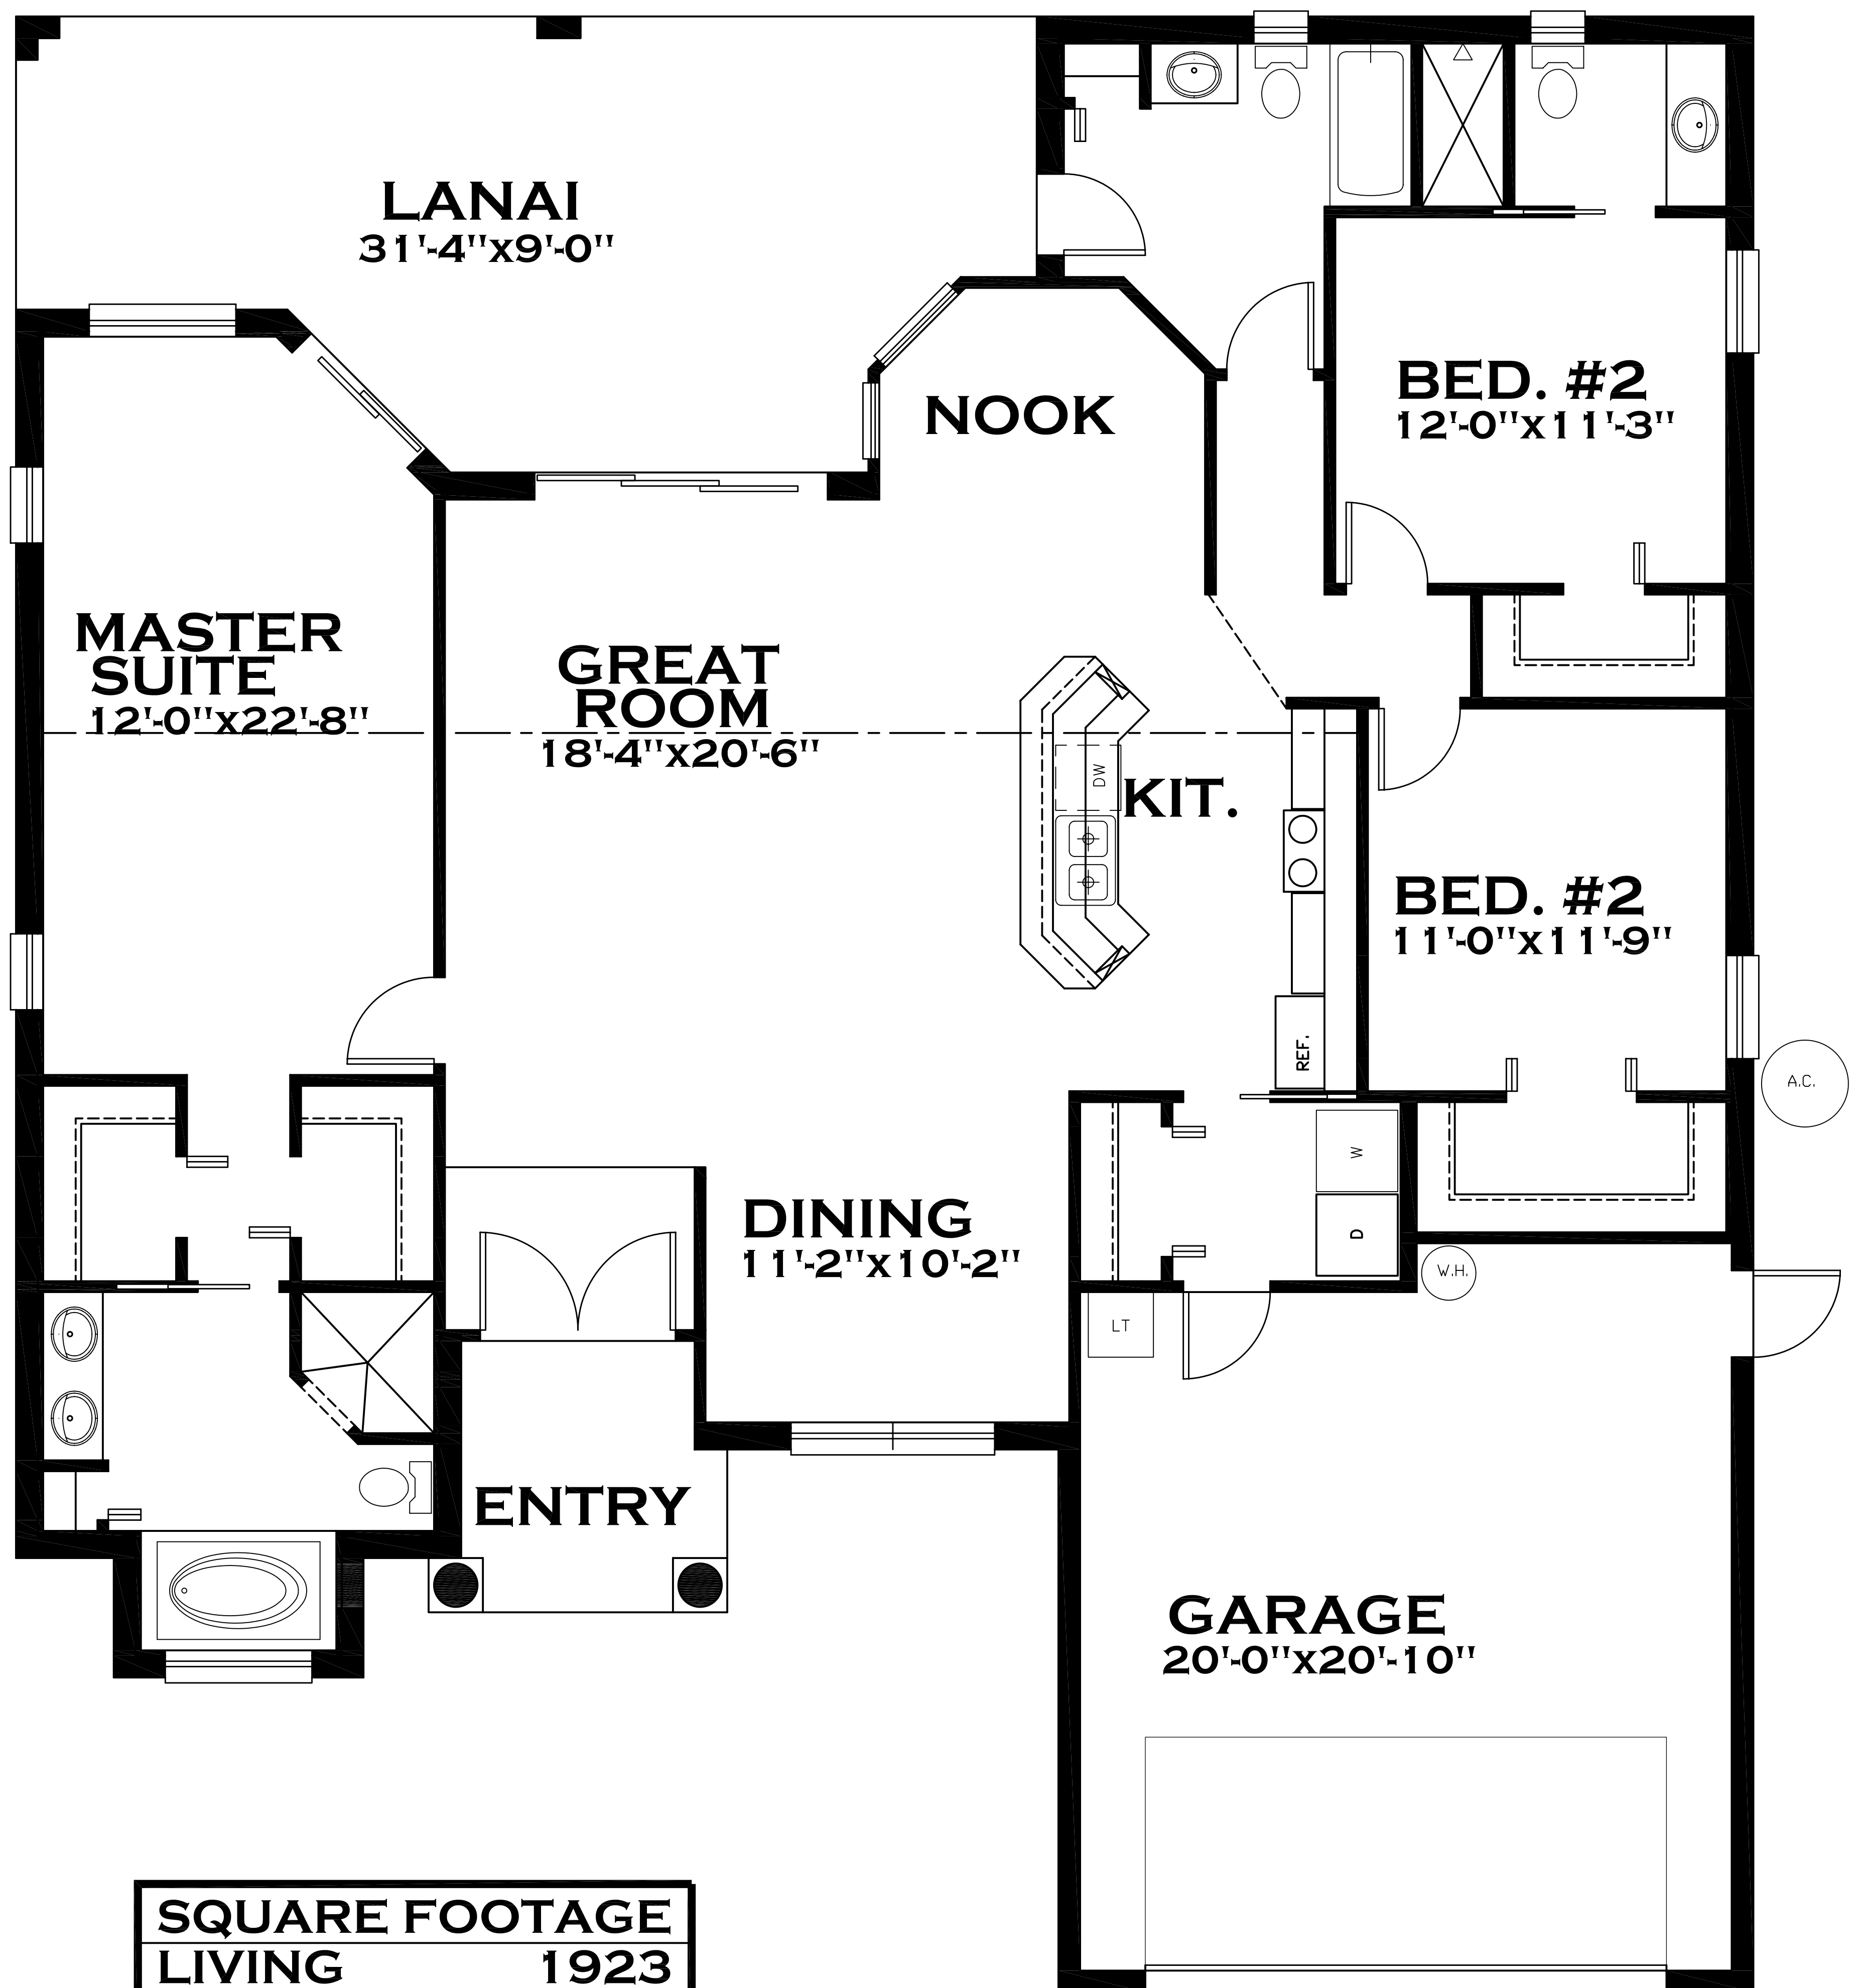 LANAI
31'-4"x9'-0"
BED. #2
12'-0"x11'-3"
NOOK
MASTER
SUITE
12'-0"x22'-8"
GREAT
ROOM
18'-4"x20'-6"
DW
KIT.
BED. #2
11'-0"x11'-9"
REF.
A.C.
W
D
DINING
11'-2"x10'-2"
W.H.
LT
ENTRY
GARAGE
20'-0"x20'-10"
SQUARE FOOTAGE
LIVING 1923